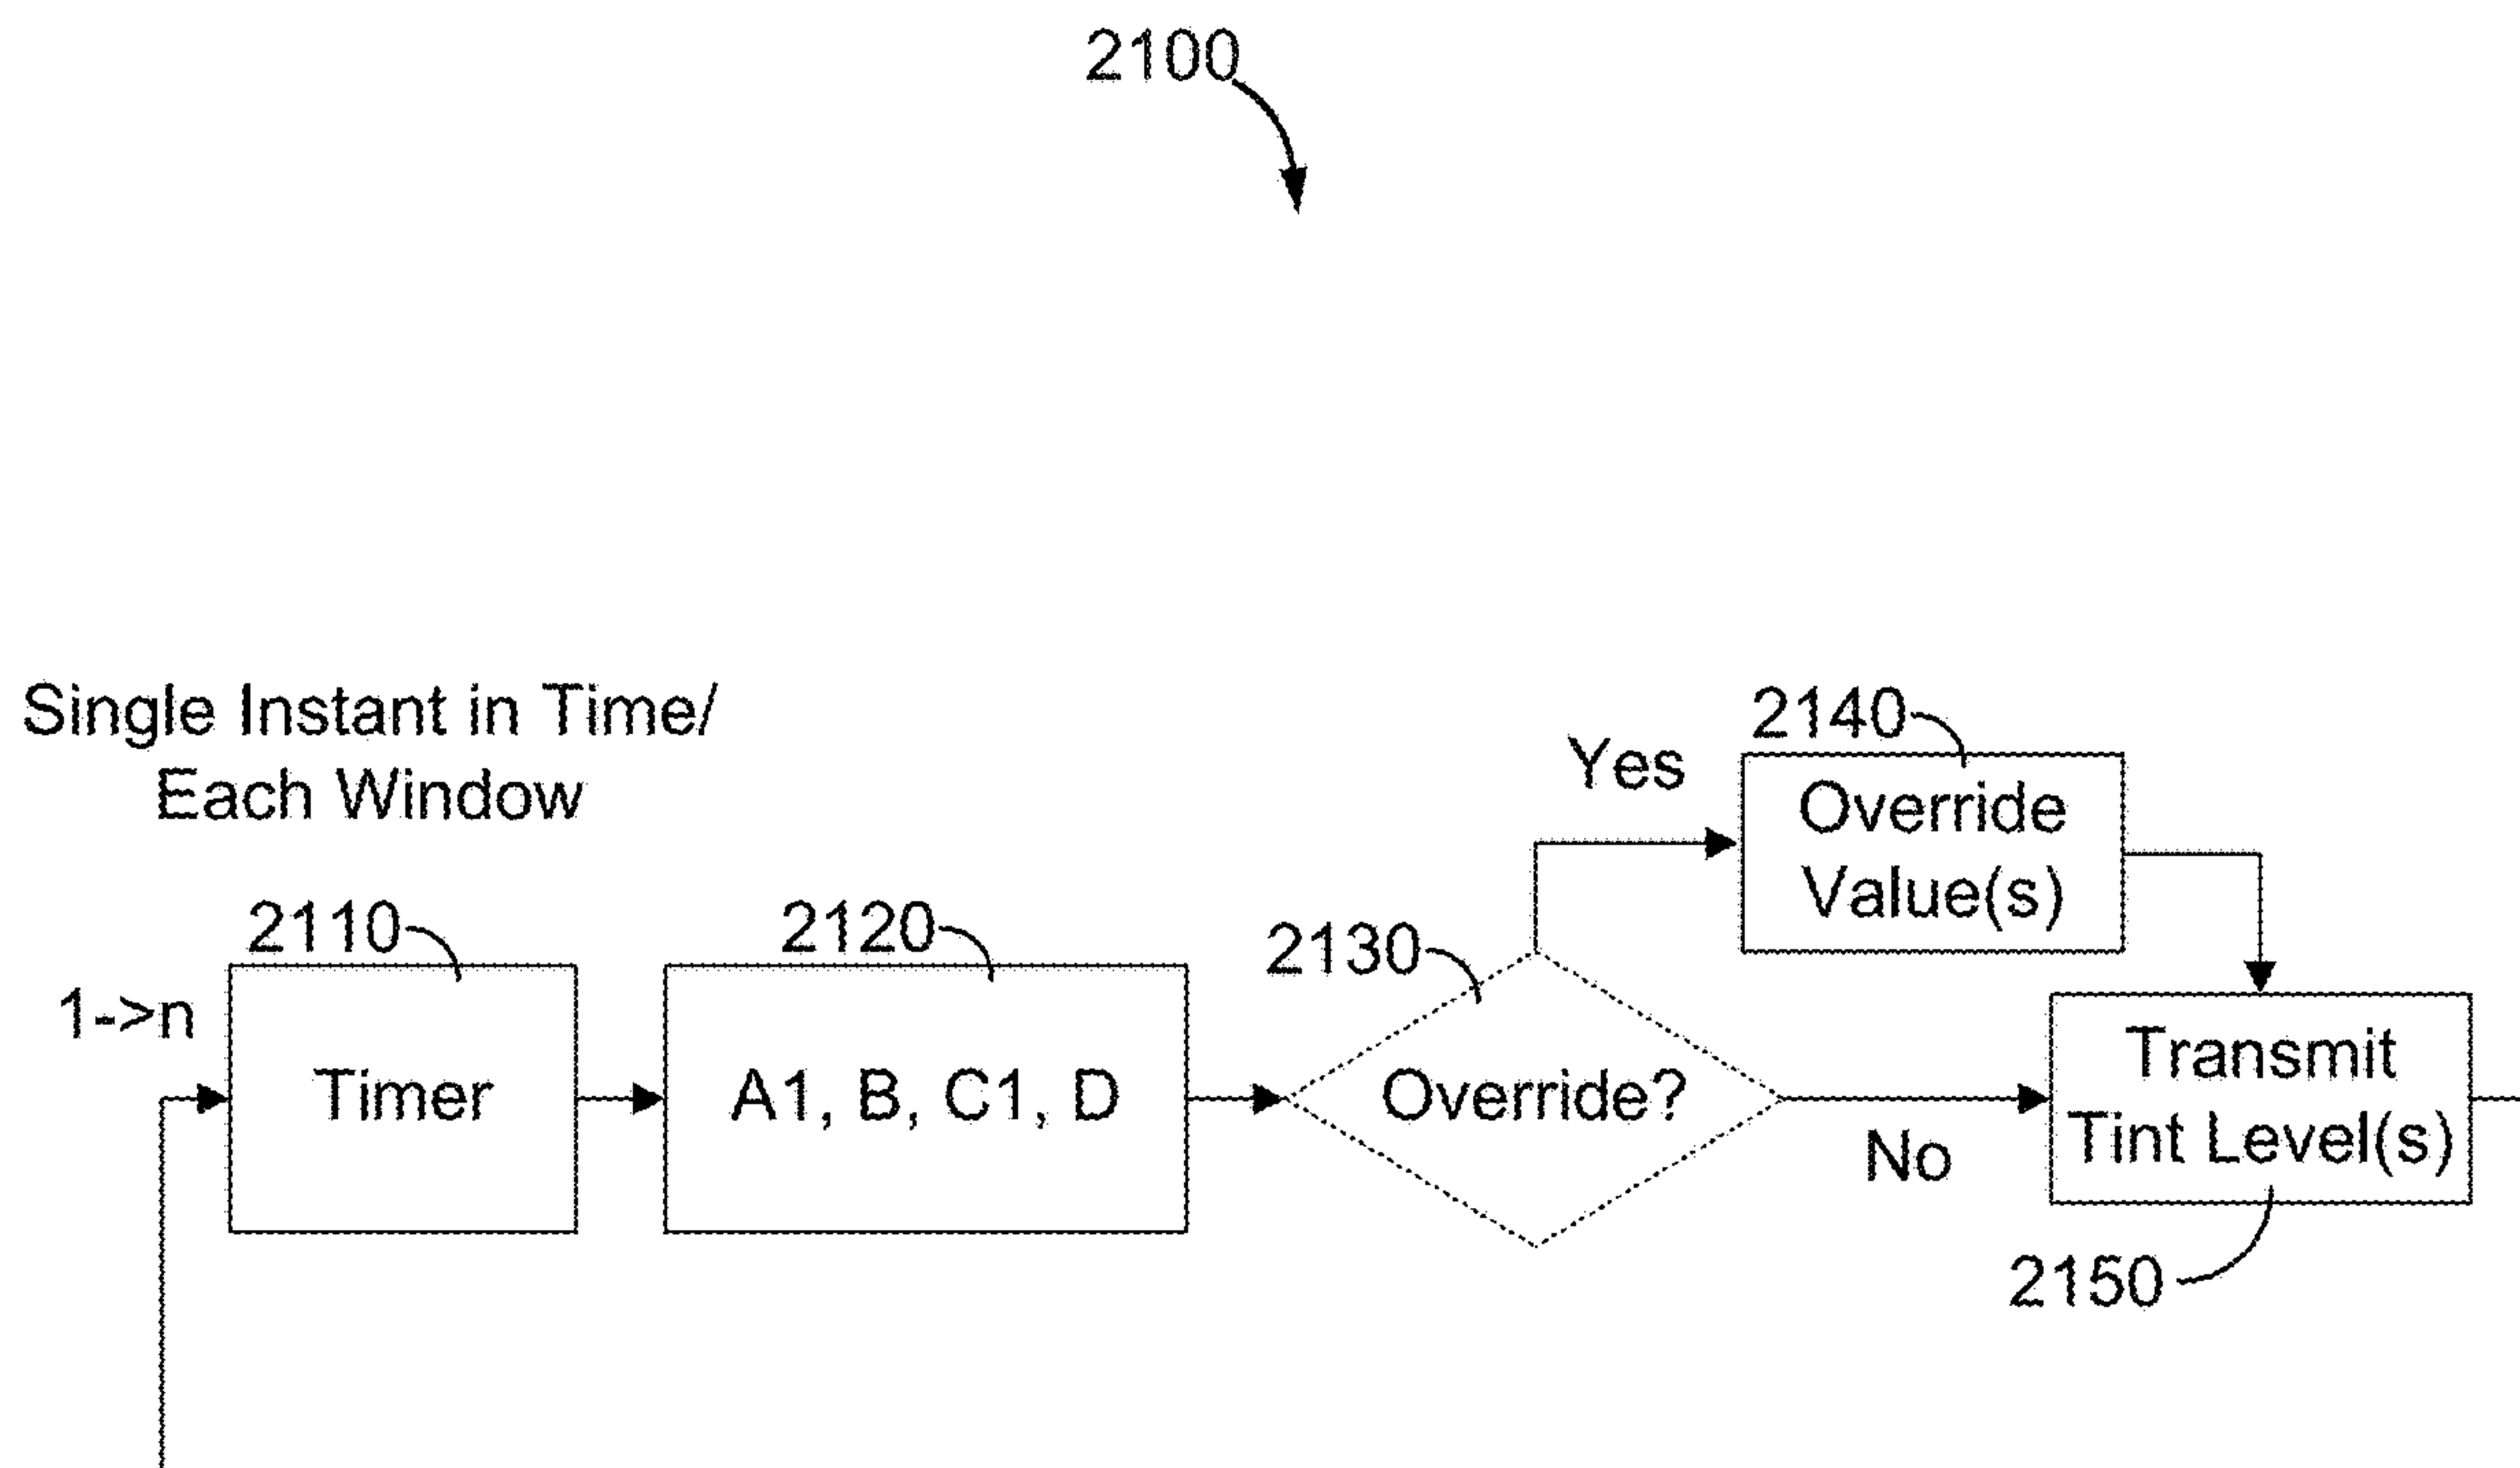 2100
Single Instant in Time/
Each Window
2140
Yes
Override
Value(s)
2110
2120
2130
1->n
Timer
A1, B, C1, D
Override?
No
Transmit
Tint Level(s)
2150